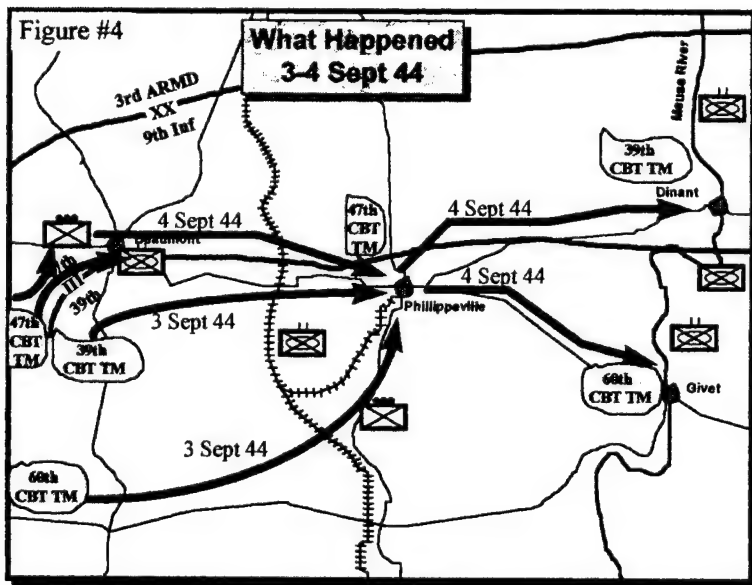 Figure #4
What Happened
3-4 Sept 44
3rd ARMD
XX
9th Inf
Meuse River
39th
CBT TM
Dinant
47th
CBT
TM
4 Sept 44
4 Sept 44
Beaumont
III
39th
47th
CBT
TM
39th
CBT TM
3 Sept 44
Phillippeville
4 Sept 44
60th
CBT TM
Givet
3 Sept 44
60th
CBT TM